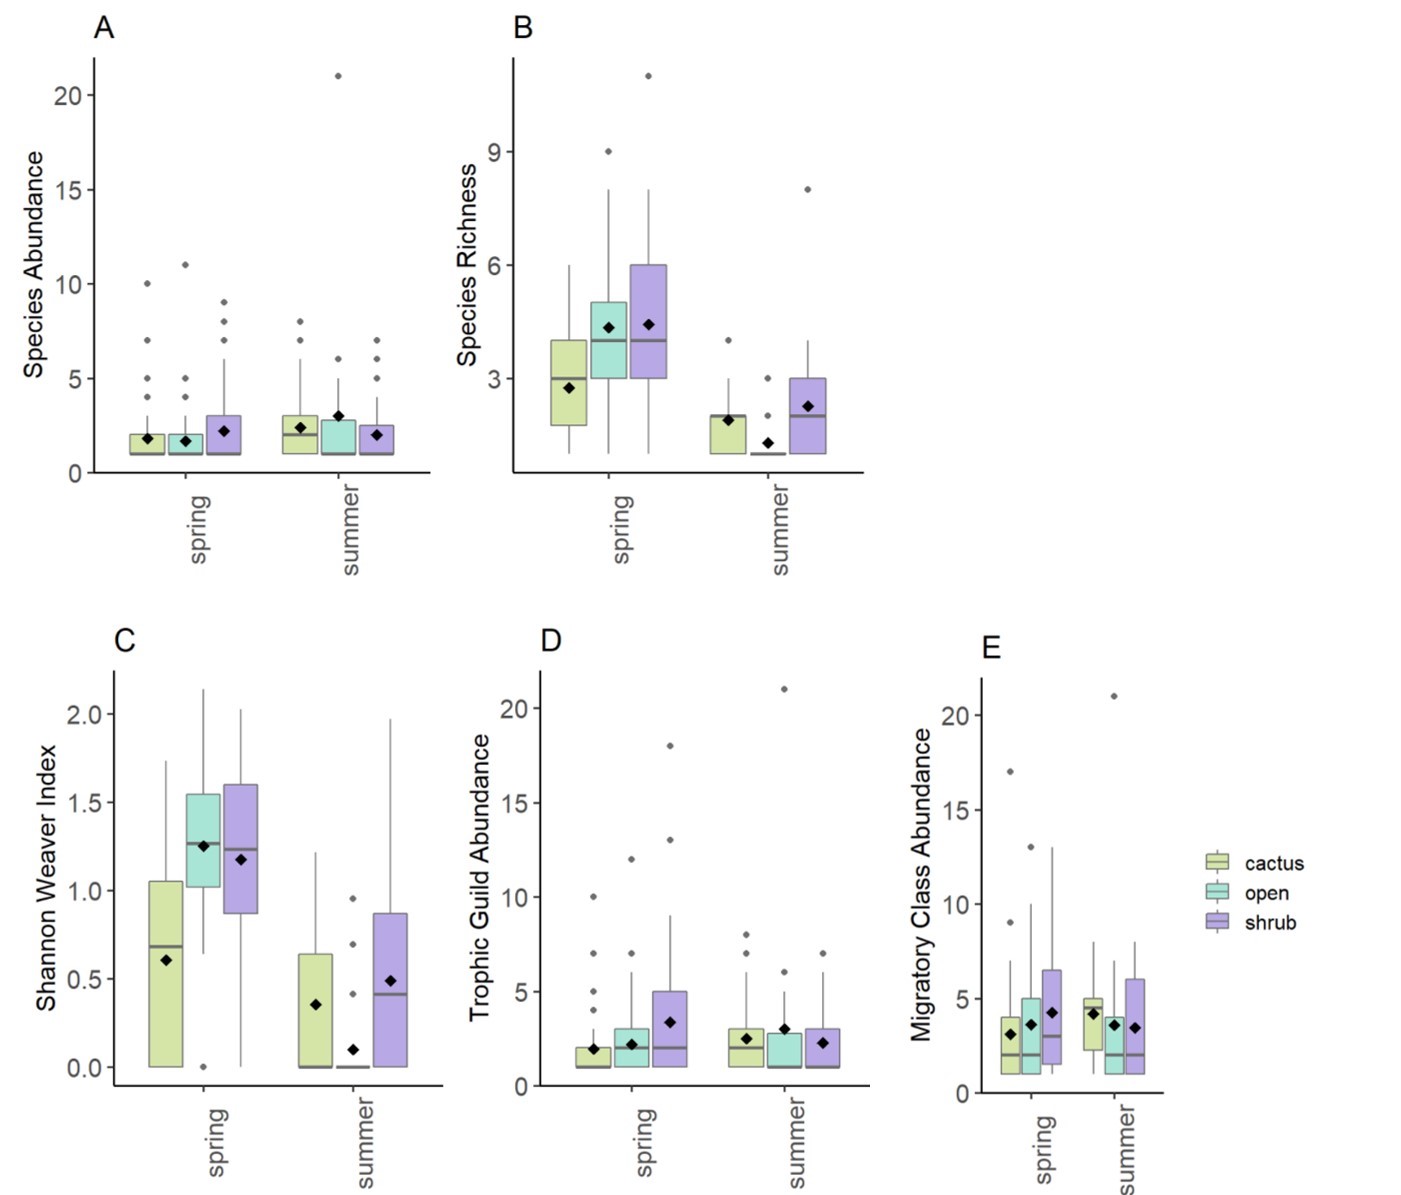 A
B
Species Abundance
20
15
10
5
0
spring
summer
Species Richness
9
6
3
spring
summer
C
D
E
Shannon Weaver Index
2.0
1.5
1.0
0.5
0.0
spring
summer
Trophic Guild Abundance
20
15
10
5
0
spring
summer
Migratory Class Abundance
20
15
10
5
0
spring
summer
cactus
open
shrub